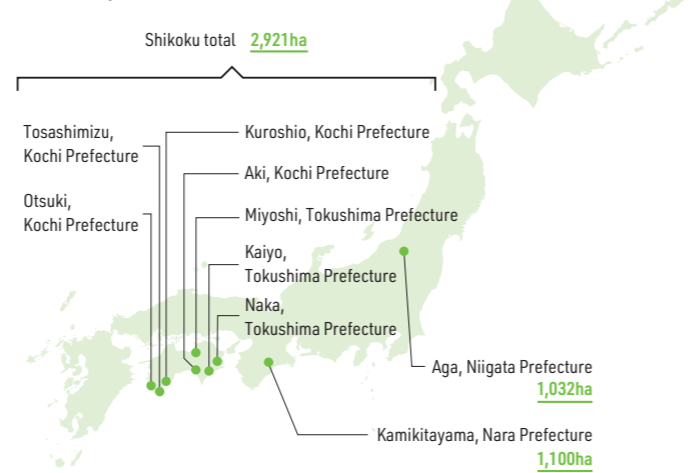 Shikoku total 2,921ha
Tosashimizu,
Kochi Prefecture
Otsuki,
Kochi Prefecture
Kuroshio, Kochi Prefecture
Aki, Kochi Prefecture
Miyoshi, Tokushima Prefecture
Kaiyo,
Tokushima Prefecture
Naka,
Tokushima Prefecture
Aga, Niigata Prefecture
1,032ha
Kamikitayama, Nara Prefecture
1,100ha